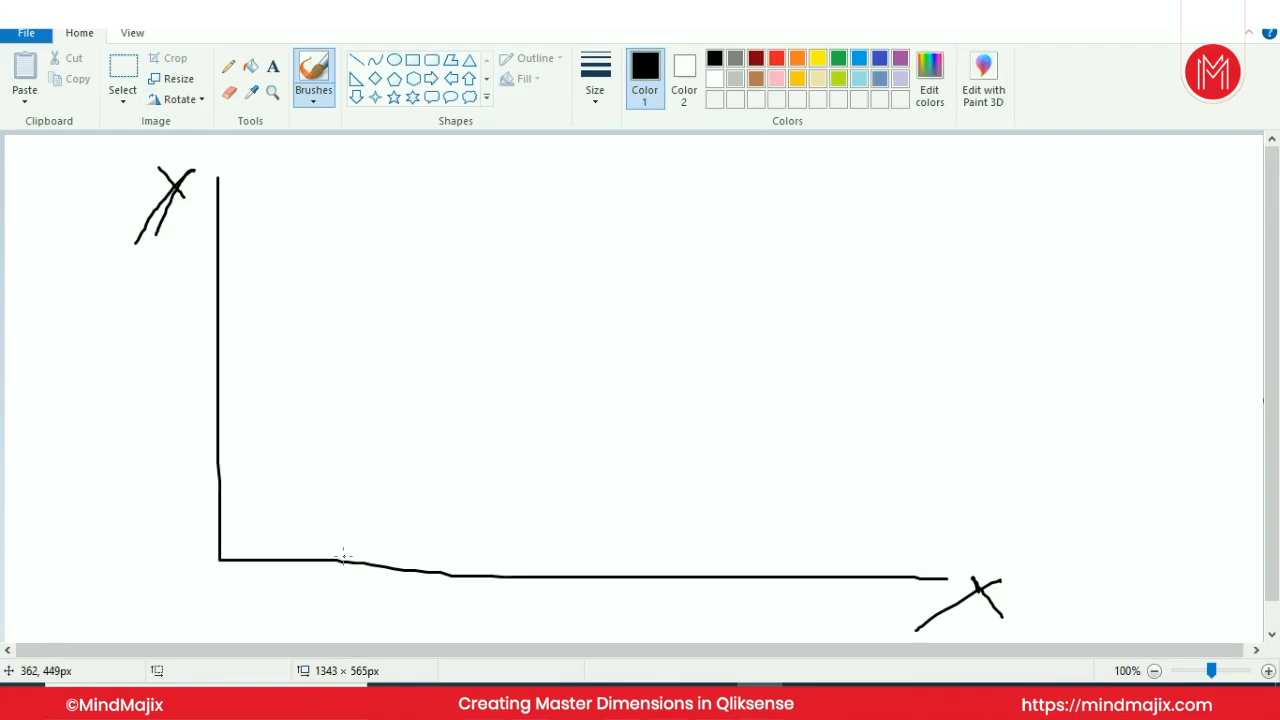 File Home View
Paste
Cut
Copy
Clipboard
Select
Crop
Resize
Rotate
Image
A
Tools
Brushes
Shapes
Outline
Fill
Size
Color
1
Color
2
Edit
colors
Edit with
Paint 3D
Colors
M
?
Y
X
362, 449px
1343 × 565px
100%
©MindMajix
Creating Master Dimensions in Qliksense
https://mindmajix.com